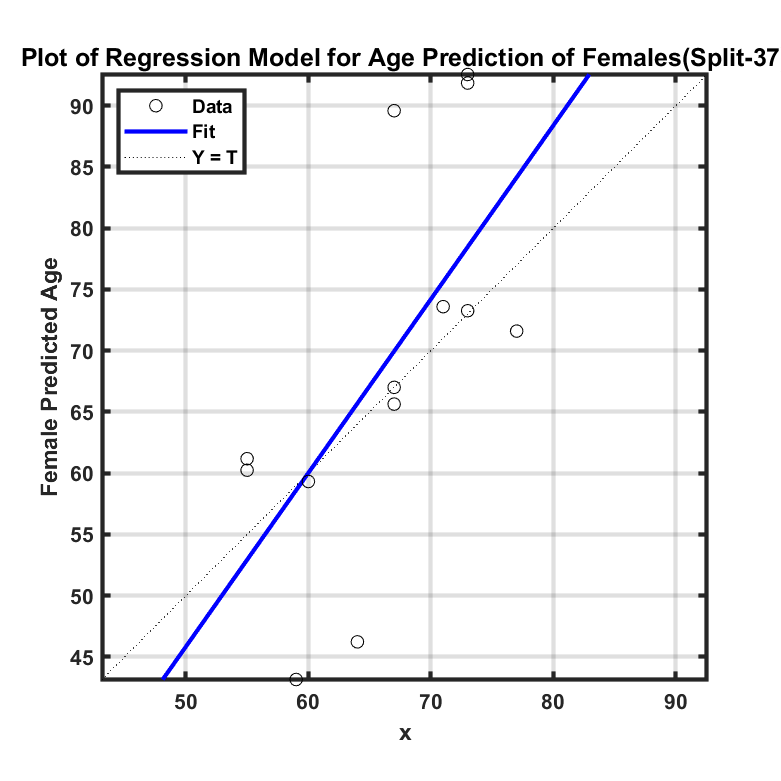 Plot of Regression Model for Age Prediction of Females(Split-37
Data
Fit
Y = T
90
85
80
75
70
65
60
55
50
45
Female Predicted Age
50 60 70 80 90
x